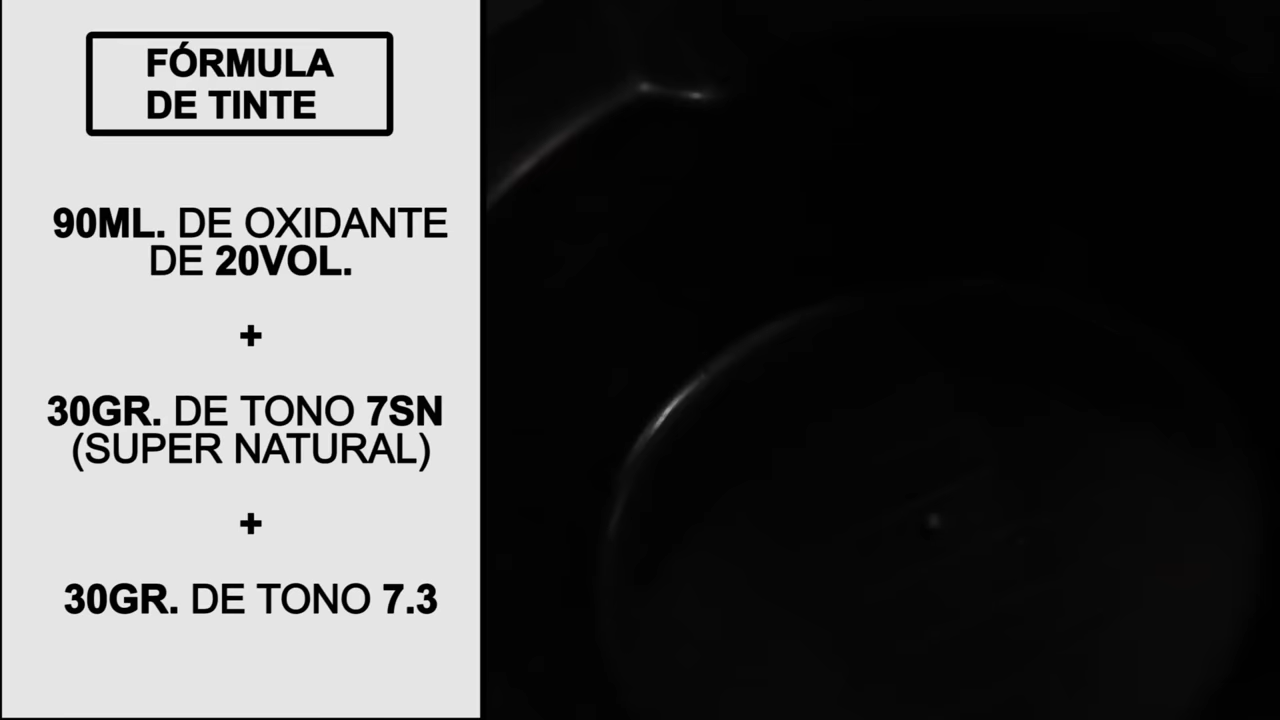 FÓRMULA
DE TINTE
90ML. DE OXIDANTE
DE 20VOL.
+
30GR. DE TONO 7SN
(SUPER NATURAL)
+
30GR. DE TONO 7.3